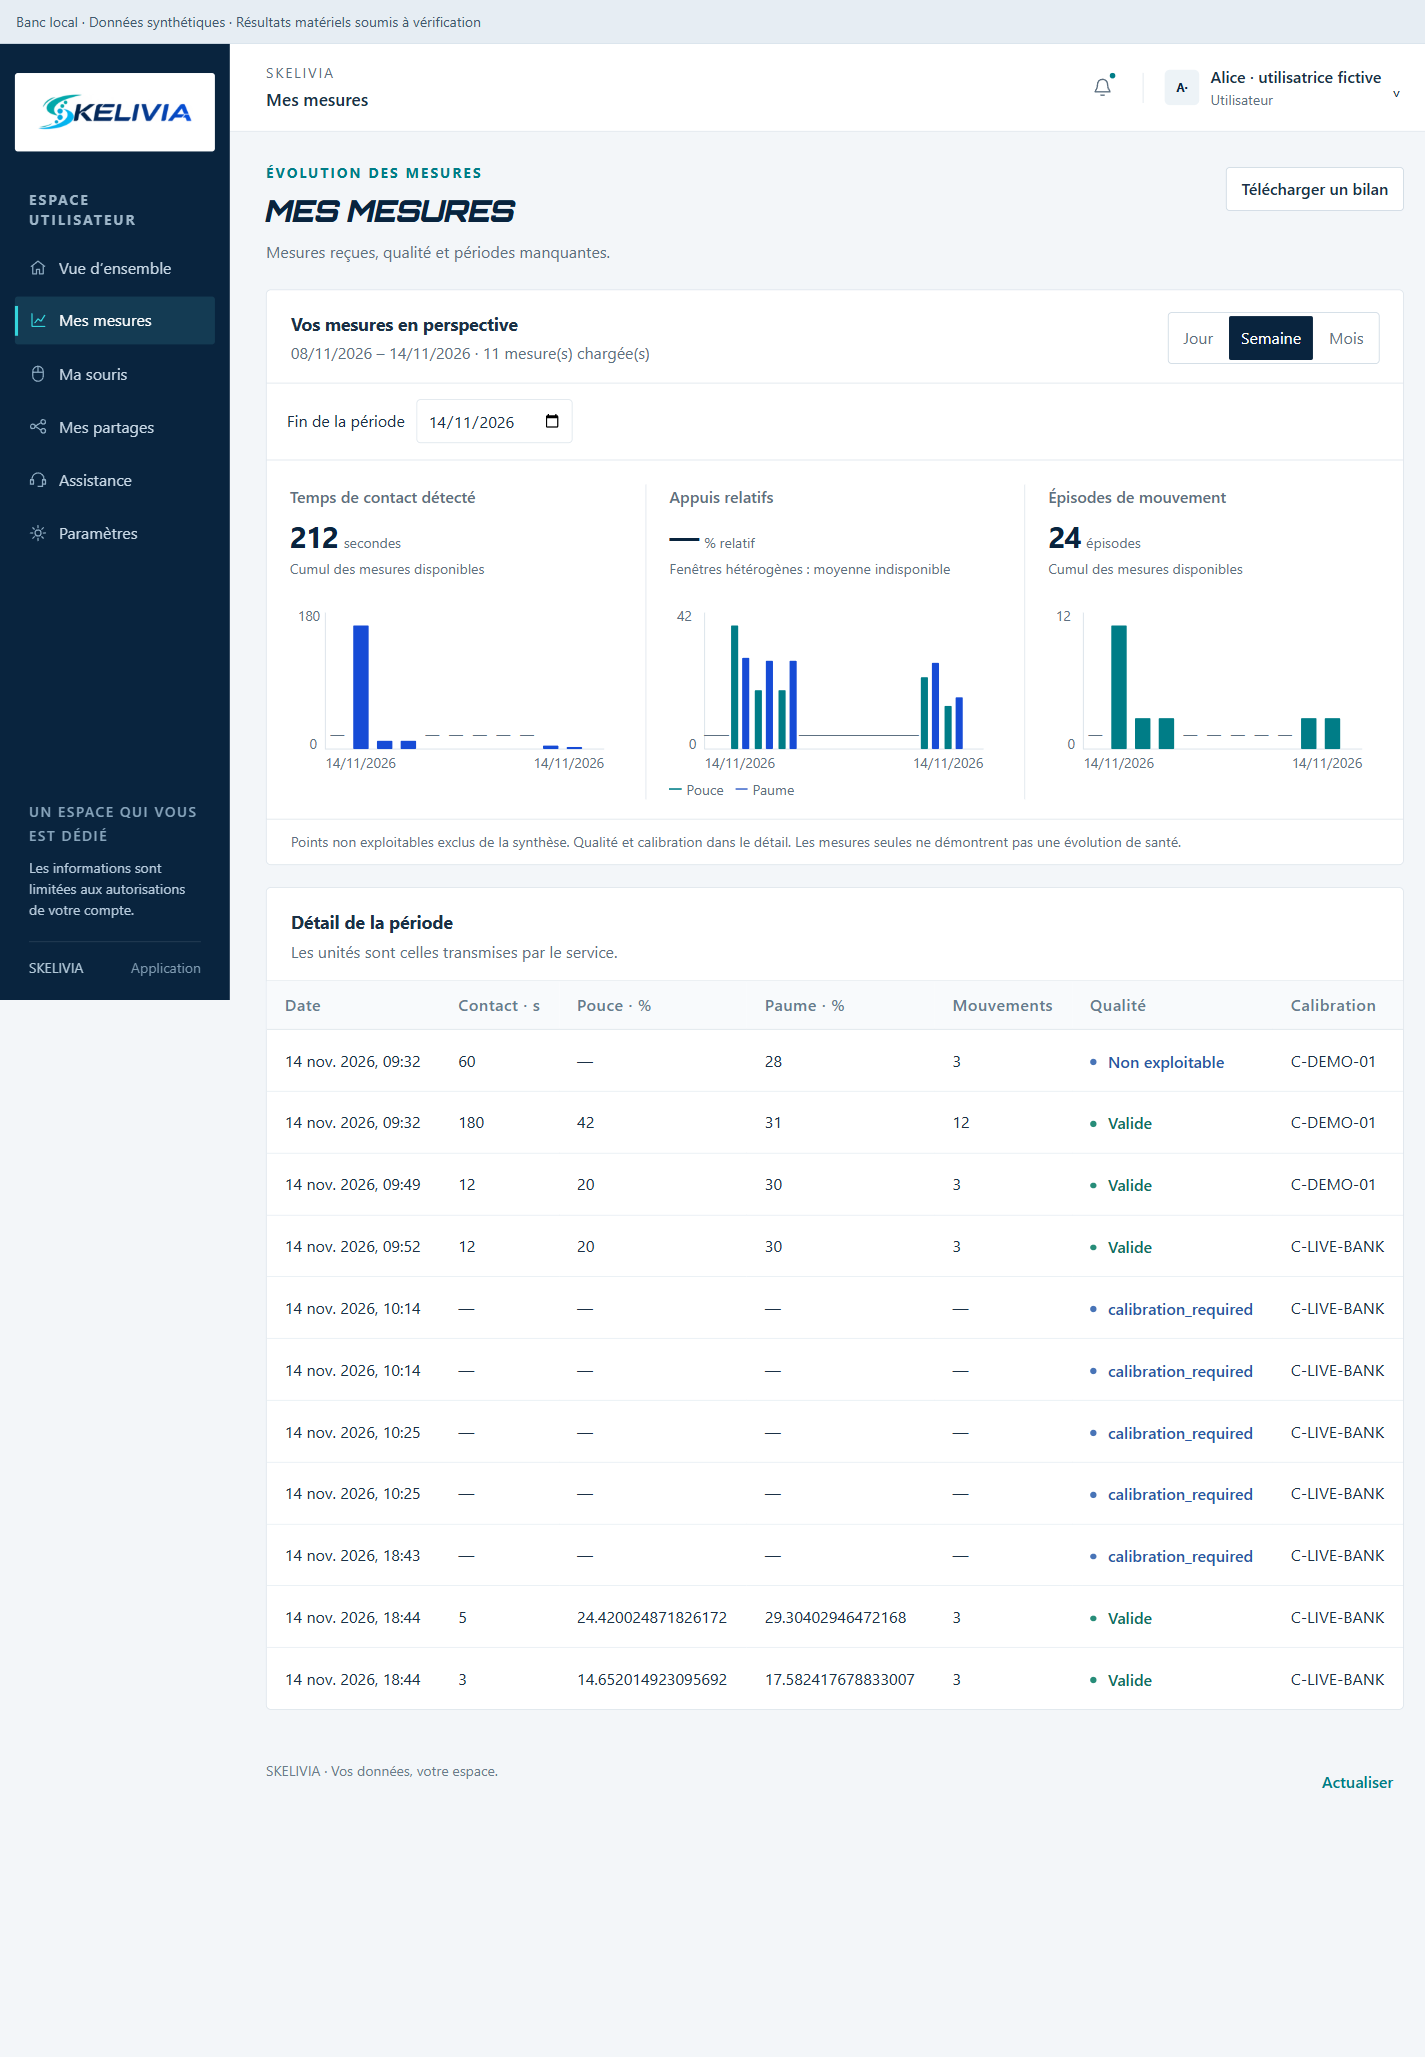 Banc local · Données synthétiques · Résultats matériels soumis à vérification
SKELIVIA
ESPACE
UTILISATEUR
Vue d'ensemble
Mes mesures
Ma souris
Mes partages
Assistance
Paramètres
UN ESPACE QUI VOUS
EST DÉDIÉ
Les informations sont
limitées aux autorisations
de votre compte.
SKELIVIA Application
SKELIVIA
Mes mesures
A·
Alice · utilisatrice fictive
Utilisateur
v
ÉVOLUTION DES MESURES
MES MESURES
Mesures reçues, qualité et périodes manquantes.
Télécharger un bilan
Vos mesures en perspective
08/11/2026 – 14/11/2026 · 11 mesure(s) chargée(s)
Jour Semaine Mois
Fin de la période 14/11/2026
Temps de contact détecté
212 secondes
Cumul des mesures disponibles
180
0
14/11/2026 14/11/2026
Appuis relatifs
— % relatif
Fenêtres hétérogènes : moyenne indisponible
42
0
14/11/2026 14/11/2026
Pouce Paume
Épisodes de mouvement
24 épisodes
Cumul des mesures disponibles
12
0
14/11/2026 14/11/2026
Points non exploitables exclus de la synthèse. Qualité et calibration dans le détail. Les mesures seules ne démontrent pas une évolution de santé.
Détail de la période
Les unités sont celles transmises par le service.
Date Contact · s Pouce · % Paume · % Mouvements Qualité Calibration
14 nov. 2026, 09:32 60 — 28 3 Non exploitable C-DEMO-01
14 nov. 2026, 09:32 180 42 31 12 Valide C-DEMO-01
14 nov. 2026, 09:49 12 20 30 3 Valide C-DEMO-01
14 nov. 2026, 09:52 12 20 30 3 Valide C-LIVE-BANK
14 nov. 2026, 10:14 — — — — calibration_required C-LIVE-BANK
14 nov. 2026, 10:14 — — — — calibration_required C-LIVE-BANK
14 nov. 2026, 10:25 — — — — calibration_required C-LIVE-BANK
14 nov. 2026, 10:25 — — — — calibration_required C-LIVE-BANK
14 nov. 2026, 18:43 — — — — calibration_required C-LIVE-BANK
14 nov. 2026, 18:44 5 24.420024871826172 29.30402946472168 3 Valide C-LIVE-BANK
14 nov. 2026, 18:44 3 14.652014923095692 17.582417678833007 3 Valide C-LIVE-BANK
SKELIVIA · Vos données, votre espace.
Actualiser